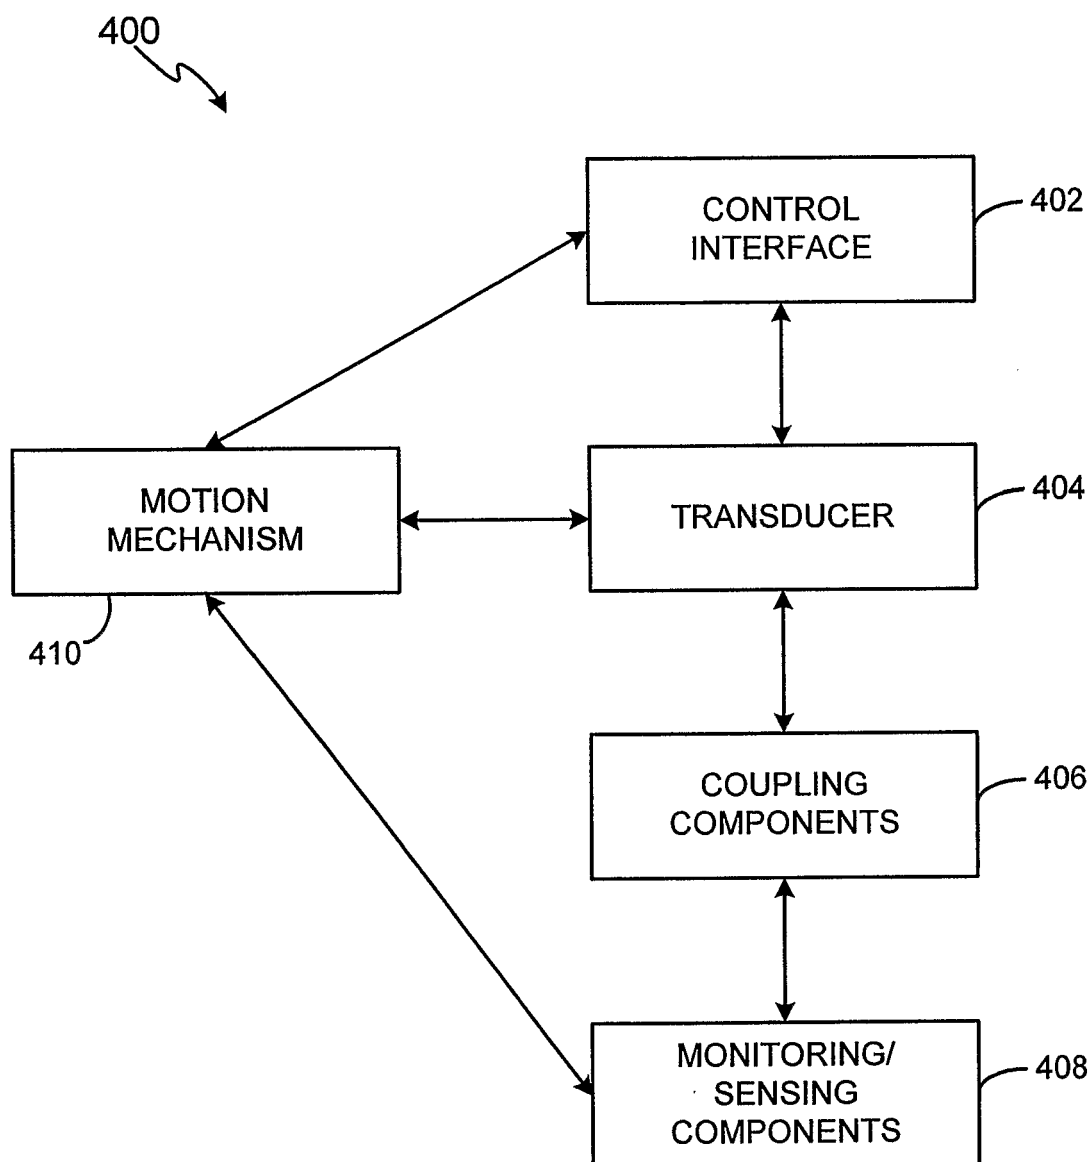 400
CONTROL
INTERFACE
402
MOTION
MECHANISM
410
TRANSDUCER
404
COUPLING
COMPONENTS
406
MONITORING/
SENSING
COMPONENTS
408